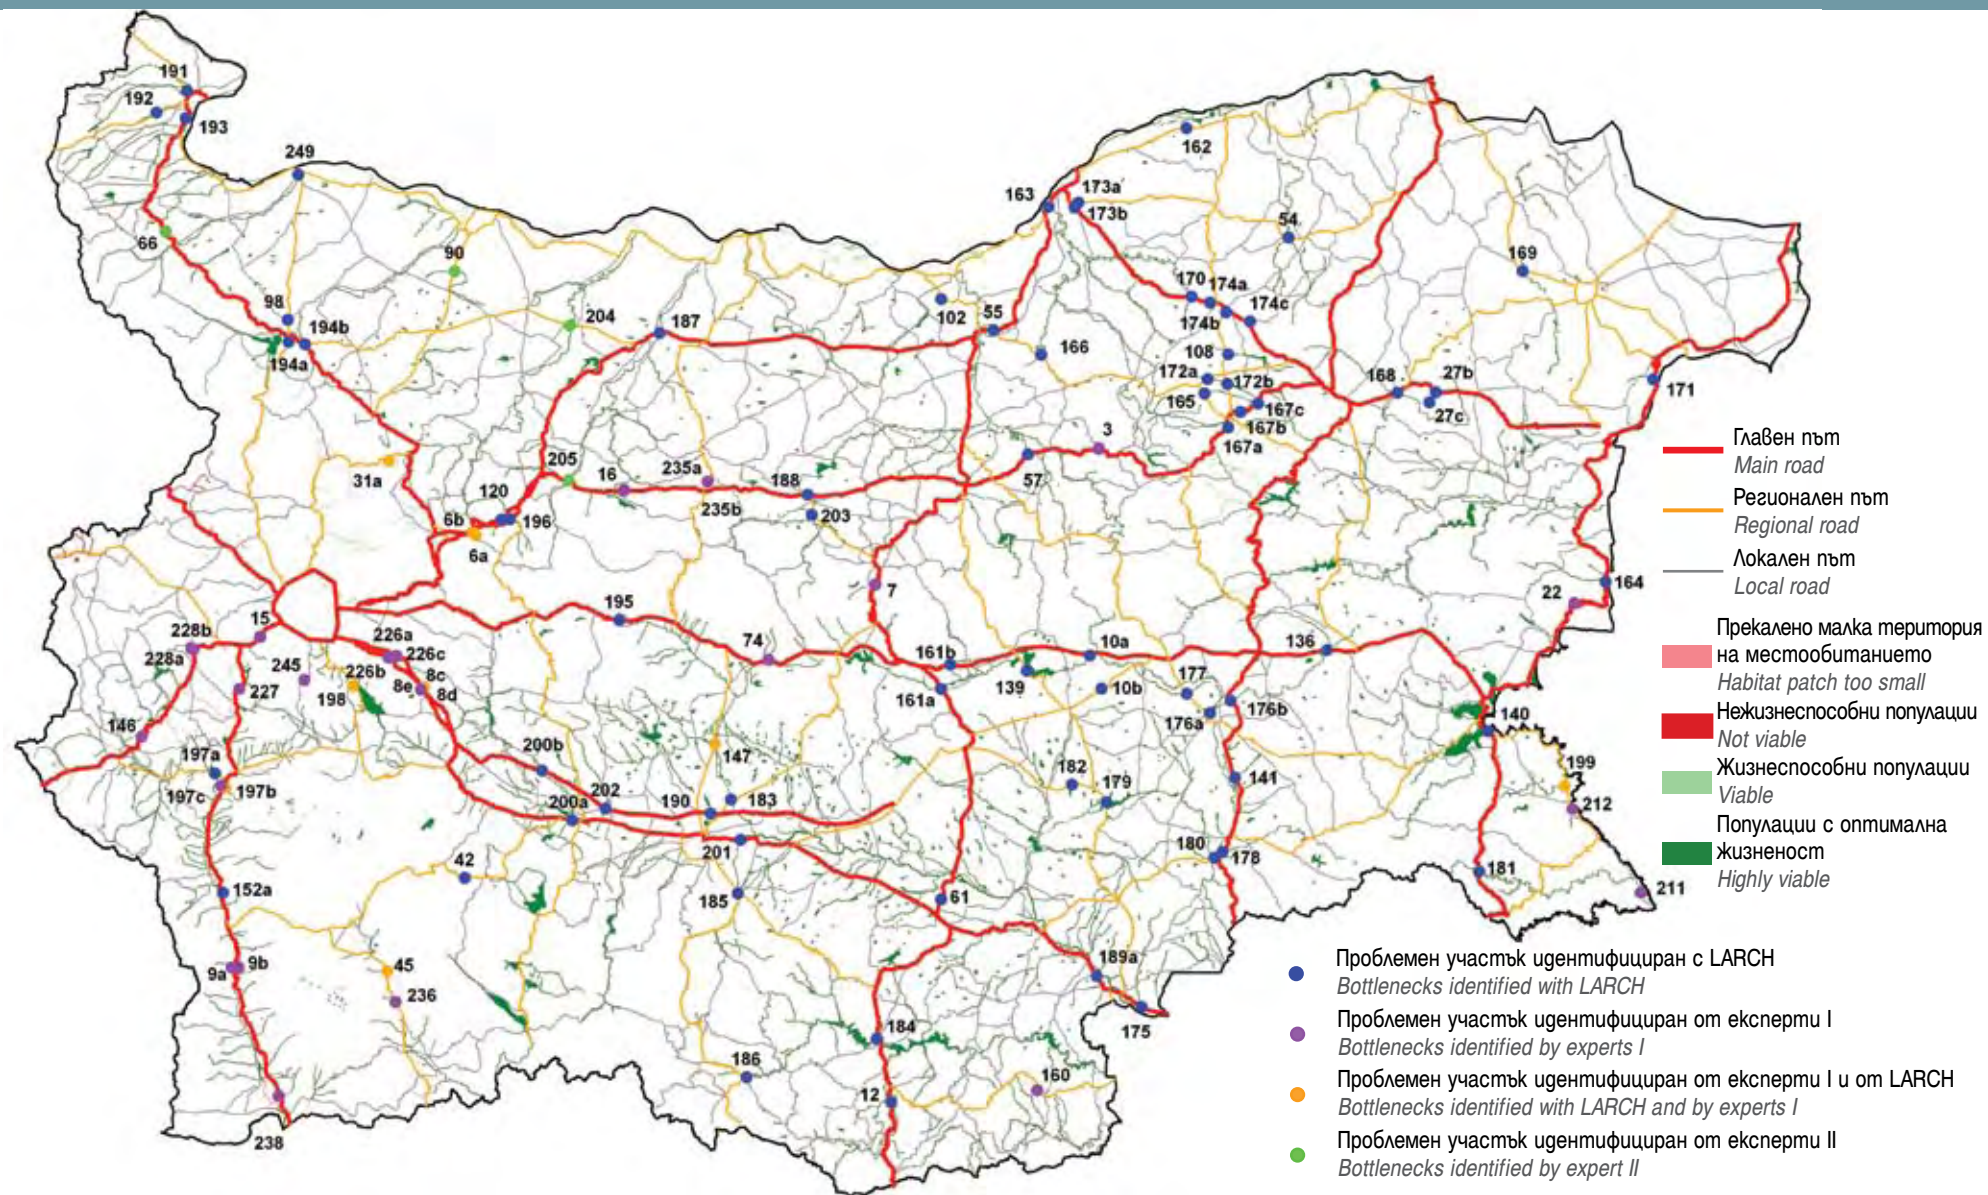 191
192
193
249
162
163
173a
173b
54
66
90
169
98
194b
194a
204
187
102
55
166
170
174a
174b
174c
108
172a
172b
165
167c
167b
167a
168
27b
27c
171
3
57
31a
205
16
235a
235b
188
203
120
196
6b
6a
7
164
22
15
228b
228a
226a
226b
226c
8c
8e
8d
245
198
227
195
74
161b
161a
139
10a
10b
177
176a
176b
136
140
146
197a
197b
197c
200b
200a
202
190
147
183
182
179
141
199
212
201
185
42
152a
61
180
178
181
211
9a
9b
45
236
189a
175
184
186
12
160
238
Главен път
Main road
Регионален път
Regional road
Локален път
Local road
Прекалено малка територия
на местообитанието
Habitat patch too small
Нежизнеспособни популации
Not viable
Жизнеспособни популации
Viable
Популации с оптимална
жизненост
Highly viable
Проблемен участък идентифициран с LARCH
Bottlenecks identified with LARCH
Проблемен участък идентифициран от експерти I
Bottlenecks identified by experts I
Проблемен участък идентифициран от експерти I и от LARCH
Bottlenecks identified with LARCH and by experts I
Проблемен участък идентифициран от експерти II
Bottlenecks identified by expert II